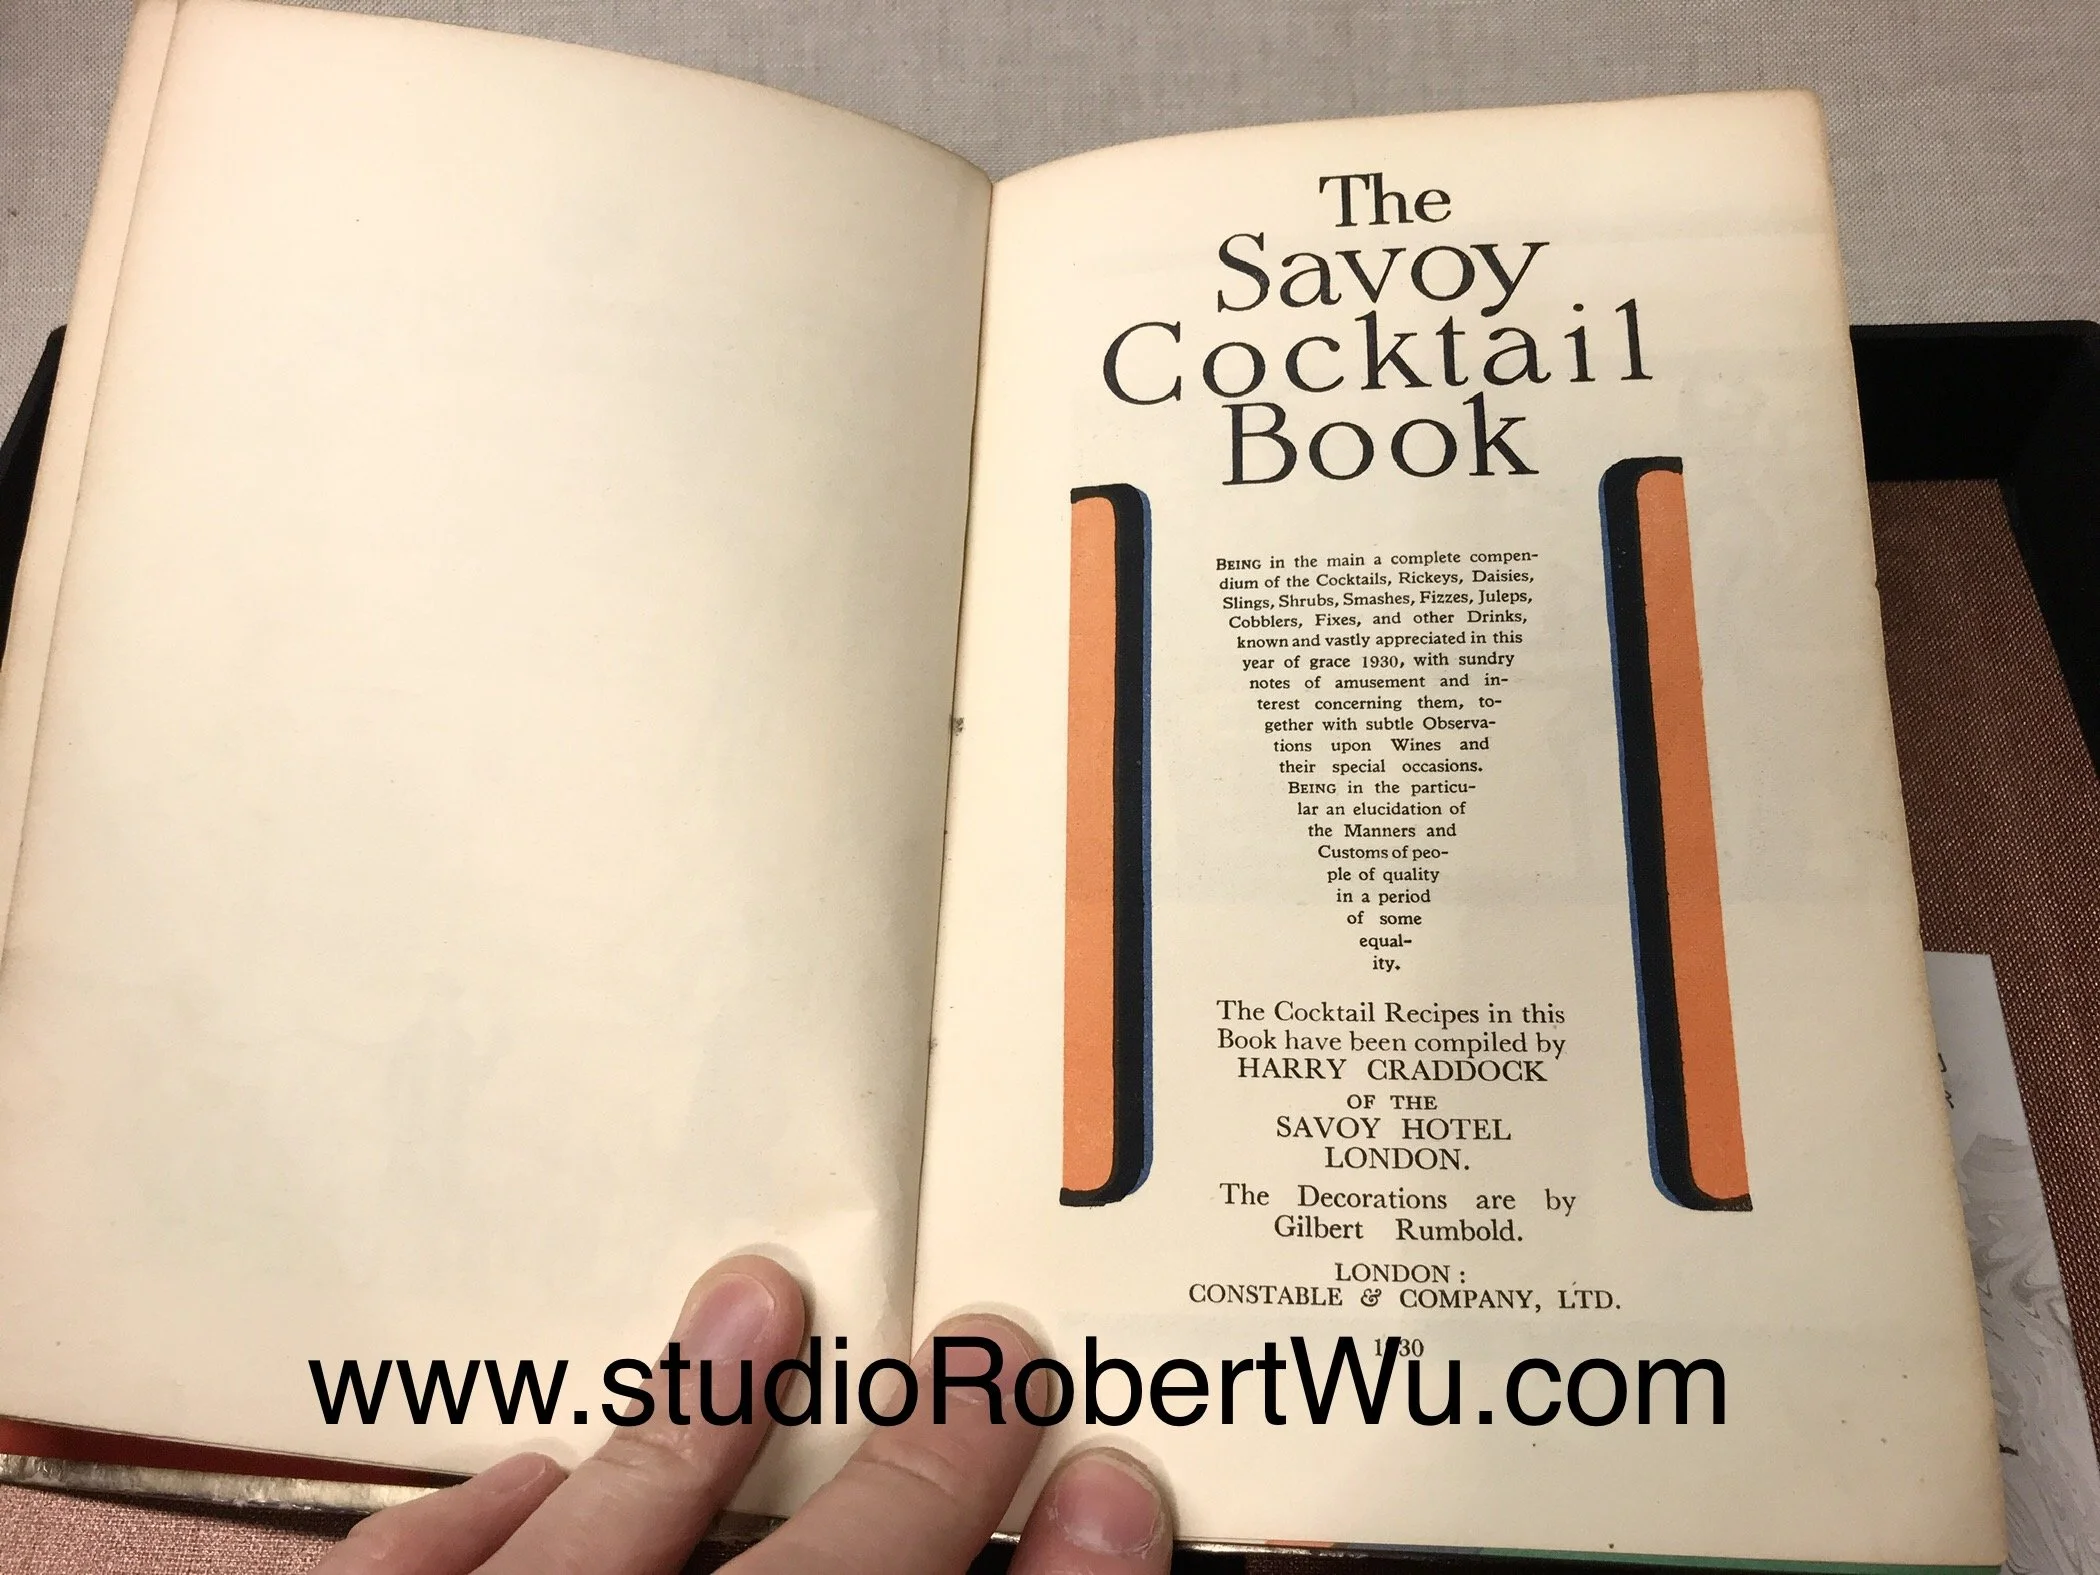 The
Savoy
Cocktail
Book
BEING in the main a complete compen-
dium of the Cocktails, Rickeys, Daisies,
Slings, Shrubs, Smashes, Fizzes, Juleps,
Cobblers, Fixes, and other Drinks,
known and vastly appreciated in this
year of grace 1930, with sundry
notes of amusement and in-
terest concerning them, to-
gether with subtle Observa-
tions upon Wines and
their special occasions.
BEING in the particu-
lar an elucidation of
the Manners and
Customs of peo-
ple of quality
in a period
of some
equal-
ity.
The Cocktail Recipes in this
Book have been compiled by
HARRY CRADDOCK
OF THE
SAVOY HOTEL
LONDON.
The Decorations are by
Gilbert Rumbold.
LONDON :
CONSTABLE & COMPANY, LTD.
1930
www.studioRobertWu.com